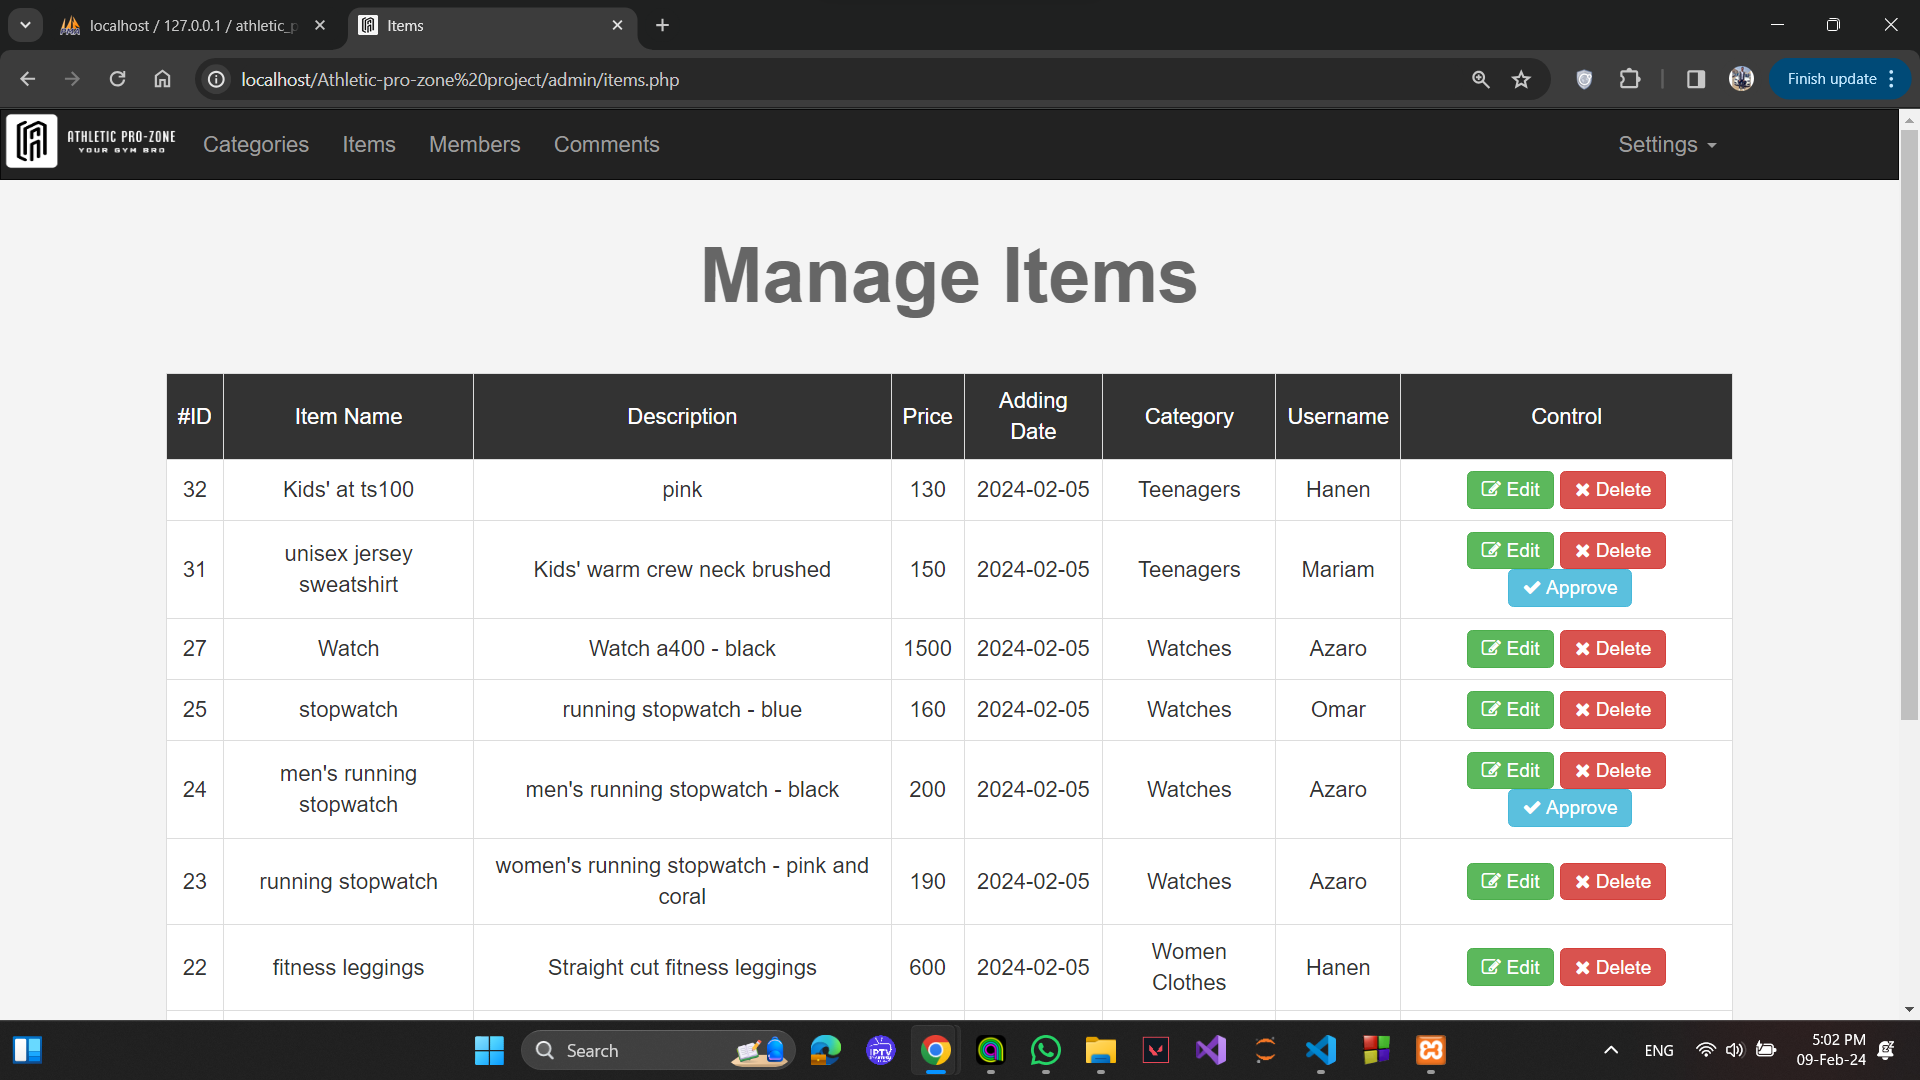 localhost / 127.0.0.1 / athletic_p
Items
localhost/Athletic-pro-zone%20project/admin/items.php
Finish update
ATHLETIC PRO-ZONE
YOUR GYM BRO
Categories Items Members Comments Settings
Manage Items
#ID Item Name Description Price Adding Date Category Username Control
32 Kids' at ts100 pink 130 2024-02-05 Teenagers Hanen Edit Delete
31 unisex jersey sweatshirt Kids' warm crew neck brushed 150 2024-02-05 Teenagers Mariam Edit Delete
Approve
27 Watch Watch a400 - black 1500 2024-02-05 Watches Azaro Edit Delete
25 stopwatch running stopwatch - blue 160 2024-02-05 Watches Omar Edit Delete
24 men's running stopwatch men's running stopwatch - black 200 2024-02-05 Watches Azaro Edit Delete
Approve
23 running stopwatch women's running stopwatch - pink and coral 190 2024-02-05 Watches Azaro Edit Delete
22 fitness leggings Straight cut fitness leggings 600 2024-02-05 Women Clothes Hanen Edit Delete
Search
IPTV
ENG
5:02 PM
09-Feb-24